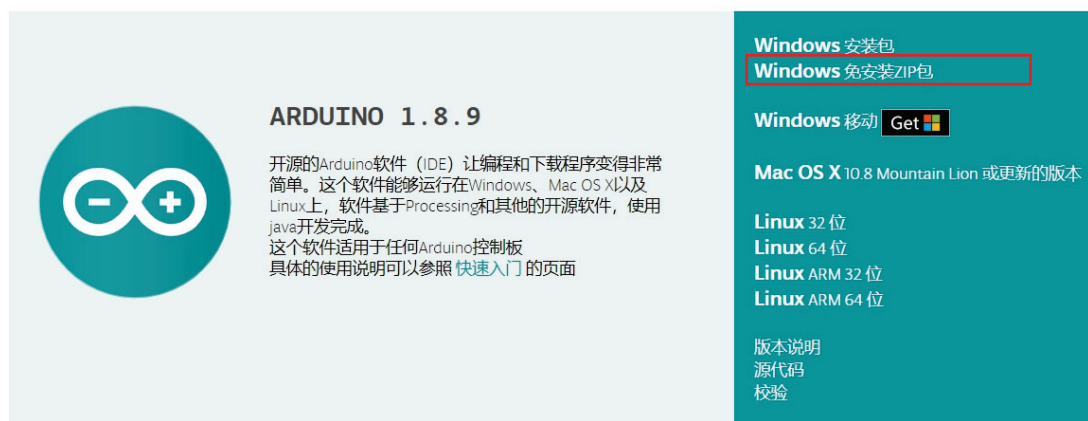 ARDUINO 1.8.9
开源的Arduino软件（IDE）让编程和下载程序变得非常
简单。这个软件能够运行在Windows、Mac OS X以及
Linux上，软件基于Processing和其他的开源软件，使用
java开发完成。
这个软件适用于任何Arduino控制板
具体的使用说明可以参照 快速入门 的页面
Windows 安装包
Windows 免安装ZIP包
Windows 移动 Get
Mac OS X 10.8 Mountain Lion 或更新的版本
Linux 32 位
Linux 64 位
Linux ARM 32 位
Linux ARM 64 位
版本说明
源代码
校验